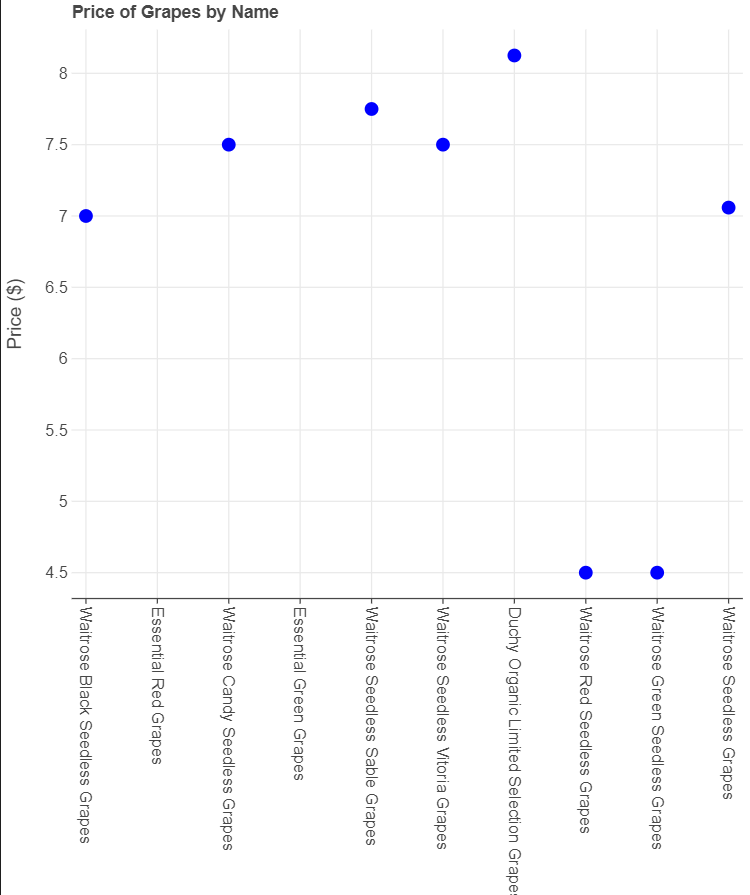 Price of Grapes by Name
8
7.5
7
6.5
6
5.5
5
4.5
Price ($)
Waitrose Black Seedless Grapes
Essential Red Grapes
Waitrose Candy Seedless Grapes
Essential Green Grapes
Waitrose Seedless Sable Grapes
Waitrose Seedless Vitoria Grapes
Duchy Organic Limited Selection Grapes
Waitrose Red Seedless Grapes
Waitrose Green Seedless Grapes
Waitrose Seedless Grapes